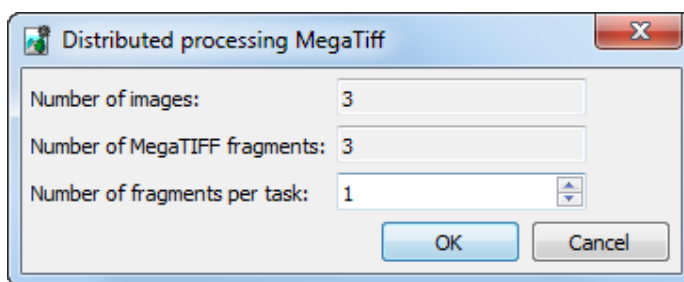 Distributed processing MegaTiff
Number of images: 3
Number of MegaTIFF fragments: 3
Number of fragments per task: 1
OK Cancel